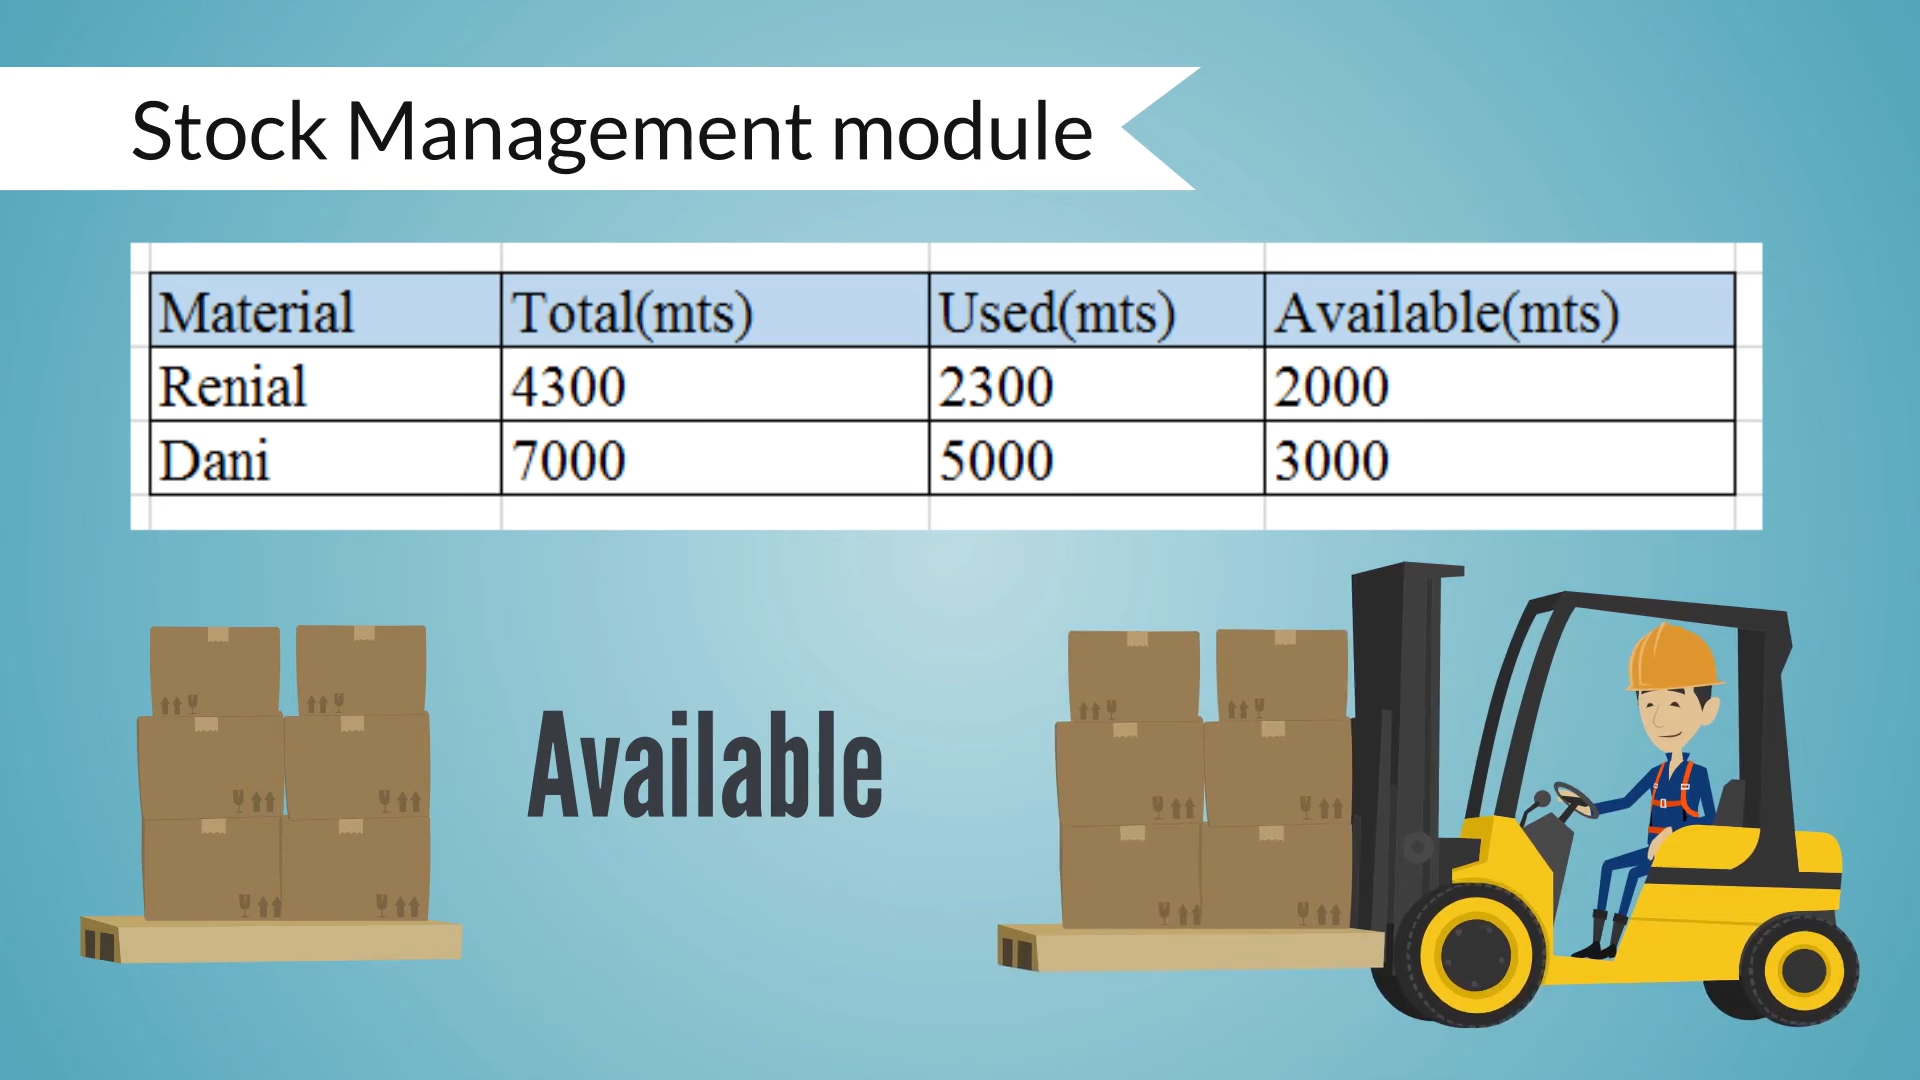 Stock Management module
Material Total(mts) Used(mts) Available(mts)
Renial 4300 2300 2000
Dani 7000 5000 3000
Available